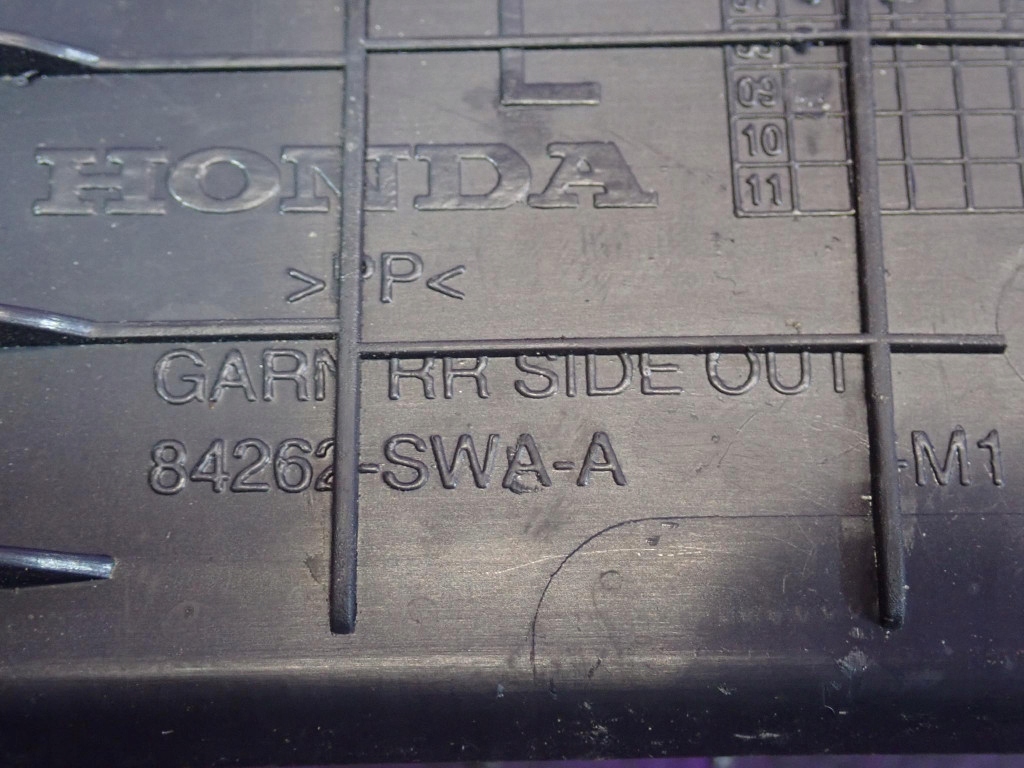 L
09
HONDA
10
11
>PP<
GARN RR SIDE OUT
84262-SWA-A -M1